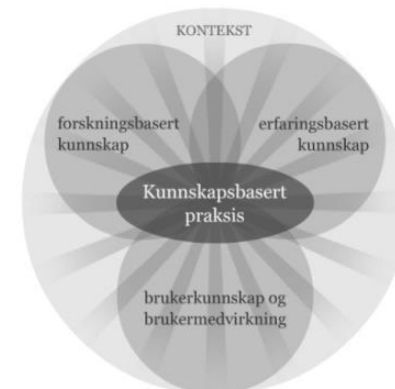 KONTEKST
forskningsbasert
kunnskap
erfaringsbasert
kunnskap
Kunnskapsbasert
praksis
brukerkunnskap og
brukermedvirkning